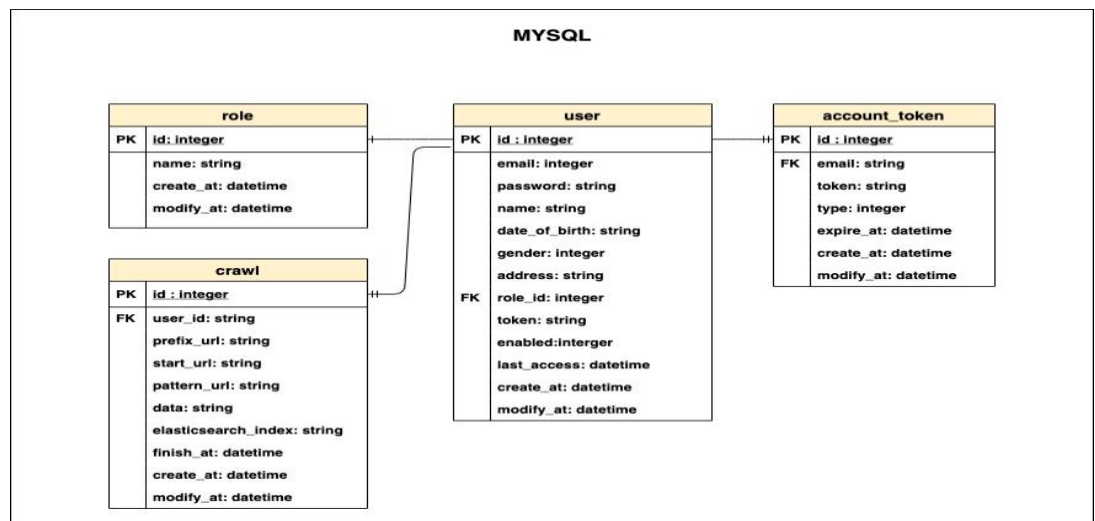 MYSQL
role
PK id: integer
name: string
create_at: datetime
modify_at: datetime
crawl
PK id : integer
FK user_id: string
prefix_url: string
start_url: string
pattern_url: string
data: string
elasticsearch_index: string
finish_at: datetime
create_at: datetime
modify_at: datetime
user
PK id : integer
email: integer
password: string
name: string
date_of_birth: string
gender: integer
address: string
FK role_id: integer
token: string
enabled:interger
last_access: datetime
create_at: datetime
modify_at: datetime
account_token
PK id : integer
FK email: string
token: string
type: integer
expire_at: datetime
create_at: datetime
modify_at: datetime